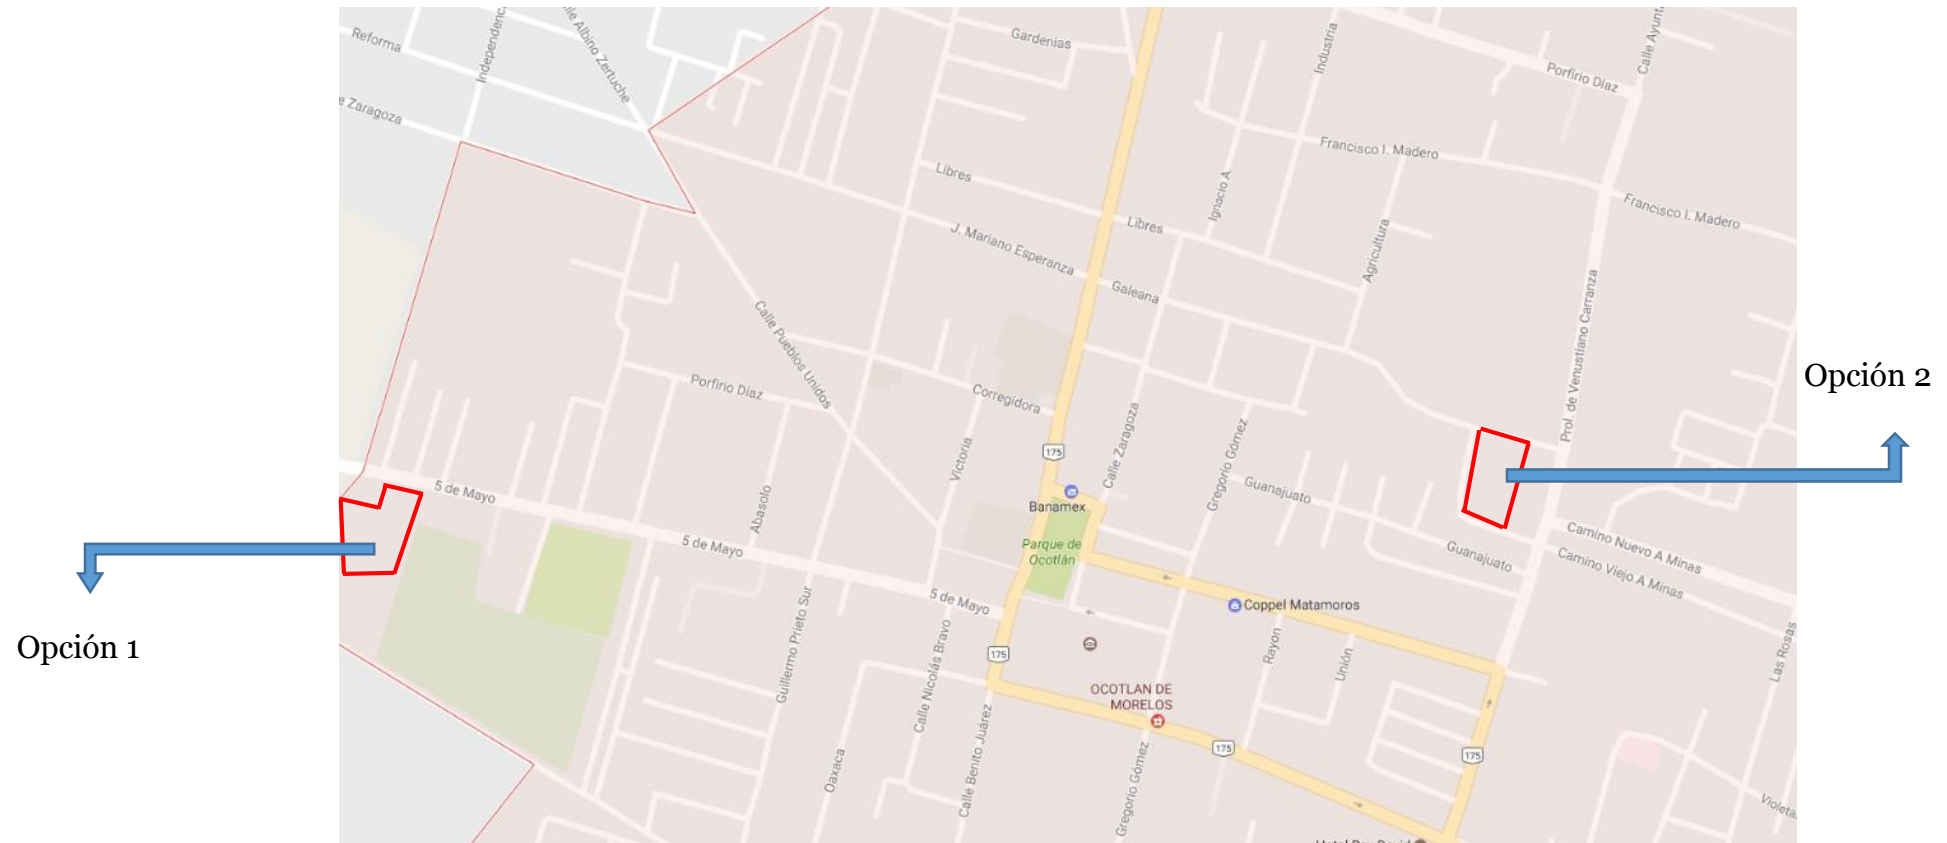 Gardenias
Reforma
Independenc
lle Albino Zertuche
Industria
Calle Ayunt
Porfirio Díaz
e Zaragoza
Francisco I. Madero
Libres
Ignacio A.
Francisco I. Madero
Libres
J. Mariano Esperanza
Agricultura
Galeana
Prol. de Venustiano Carranza
Calle Pueblos Unidos
Opción 2
Porfirio Díaz
Corregidora
Calle Zaragoza
Gregorio Gómez
Victoria
175
5 de Mayo
Guanajuato
Abasolo
Banamex
5 de Mayo
Parque de
Ocotlán
Guanajuato
Camino Nuevo A Minas
Camino Viejo A Minas
5 de Mayo
Coppel Matamoros
Guillermo Prieto Sur
Calle Nicolás Bravo
Rayon
Unión
Las Rosas
Opción 1
175
OCOTLAN DE
MORELOS
Calle Benito Juárez
Oaxaca
Gregorio Gómez
175
175
Violeta